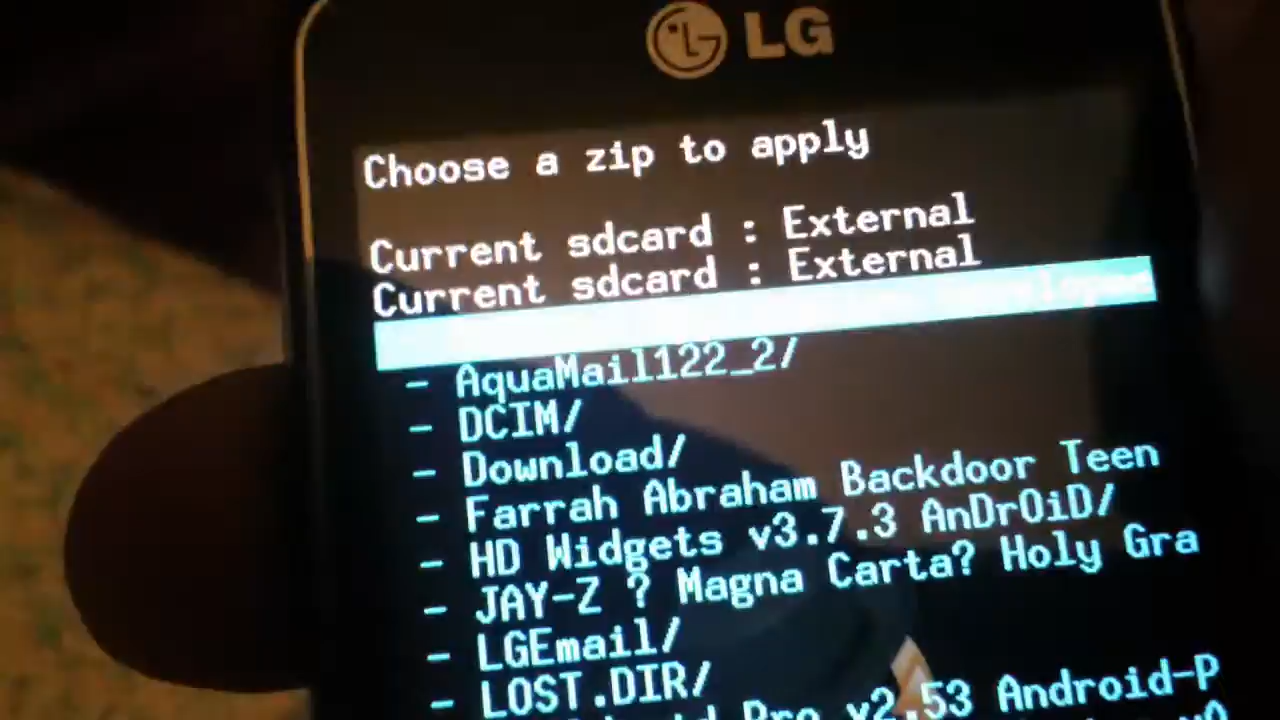 LG
Choose a zip to apply
Current sdcard : External
Current sdcard : External
- AquaMail122_2/
- DCIM/
- Download/
- Farrah Abraham Backdoor Teen
- HD Widgets v3.7.3 AnDrOiD/
- JAY-Z ? Magna Carta? Holy Gra
- LGEmail/
- LOST.DIR/
Pro v2.53 Android-P